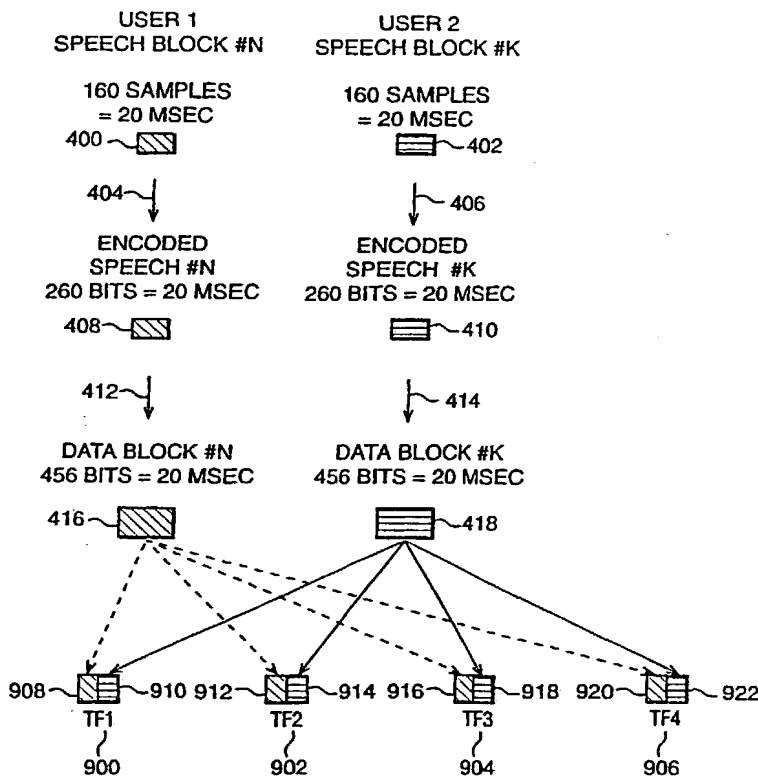 USER 1
SPEECH BLOCK #N
USER 2
SPEECH BLOCK #K
160 SAMPLES
= 20 MSEC
160 SAMPLES
= 20 MSEC
400
402
404
406
ENCODED
SPEECH #N
260 BITS = 20 MSEC
ENCODED
SPEECH #K
260 BITS = 20 MSEC
408
410
412
414
DATA BLOCK #N
456 BITS = 20 MSEC
DATA BLOCK #K
456 BITS = 20 MSEC
416
418
908
910
912
914
916
918
920
922
TF1
TF2
TF3
TF4
900
902
904
906